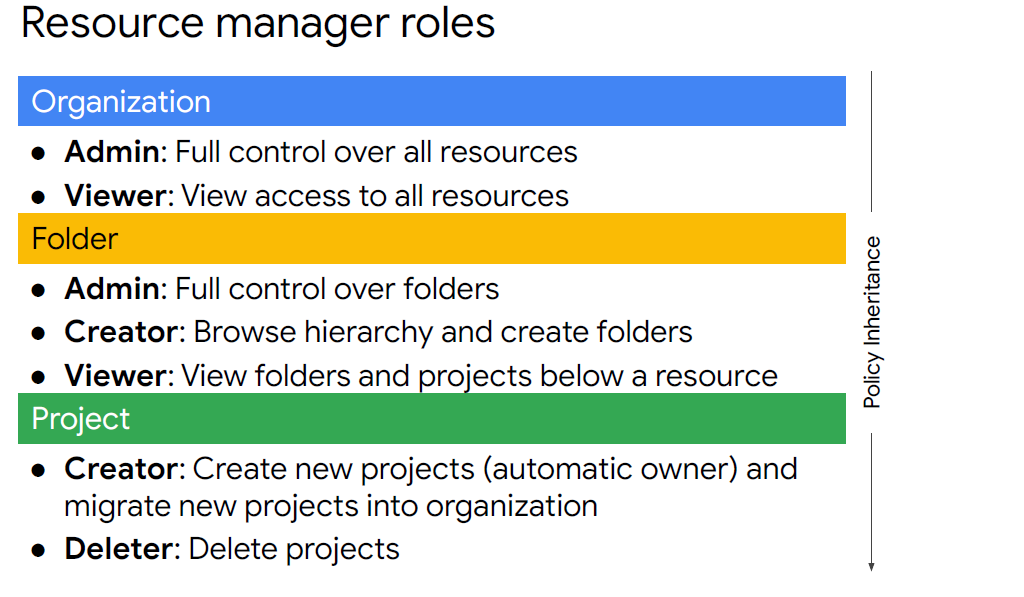 Resource manager roles
Organization
● Admin: Full control over all resources
● Viewer: View access to all resources
Folder
● Admin: Full control over folders
● Creator: Browse hierarchy and create folders
● Viewer: View folders and projects below a resource
Project
● Creator: Create new projects (automatic owner) and
migrate new projects into organization
● Deleter: Delete projects
Policy Inheritance